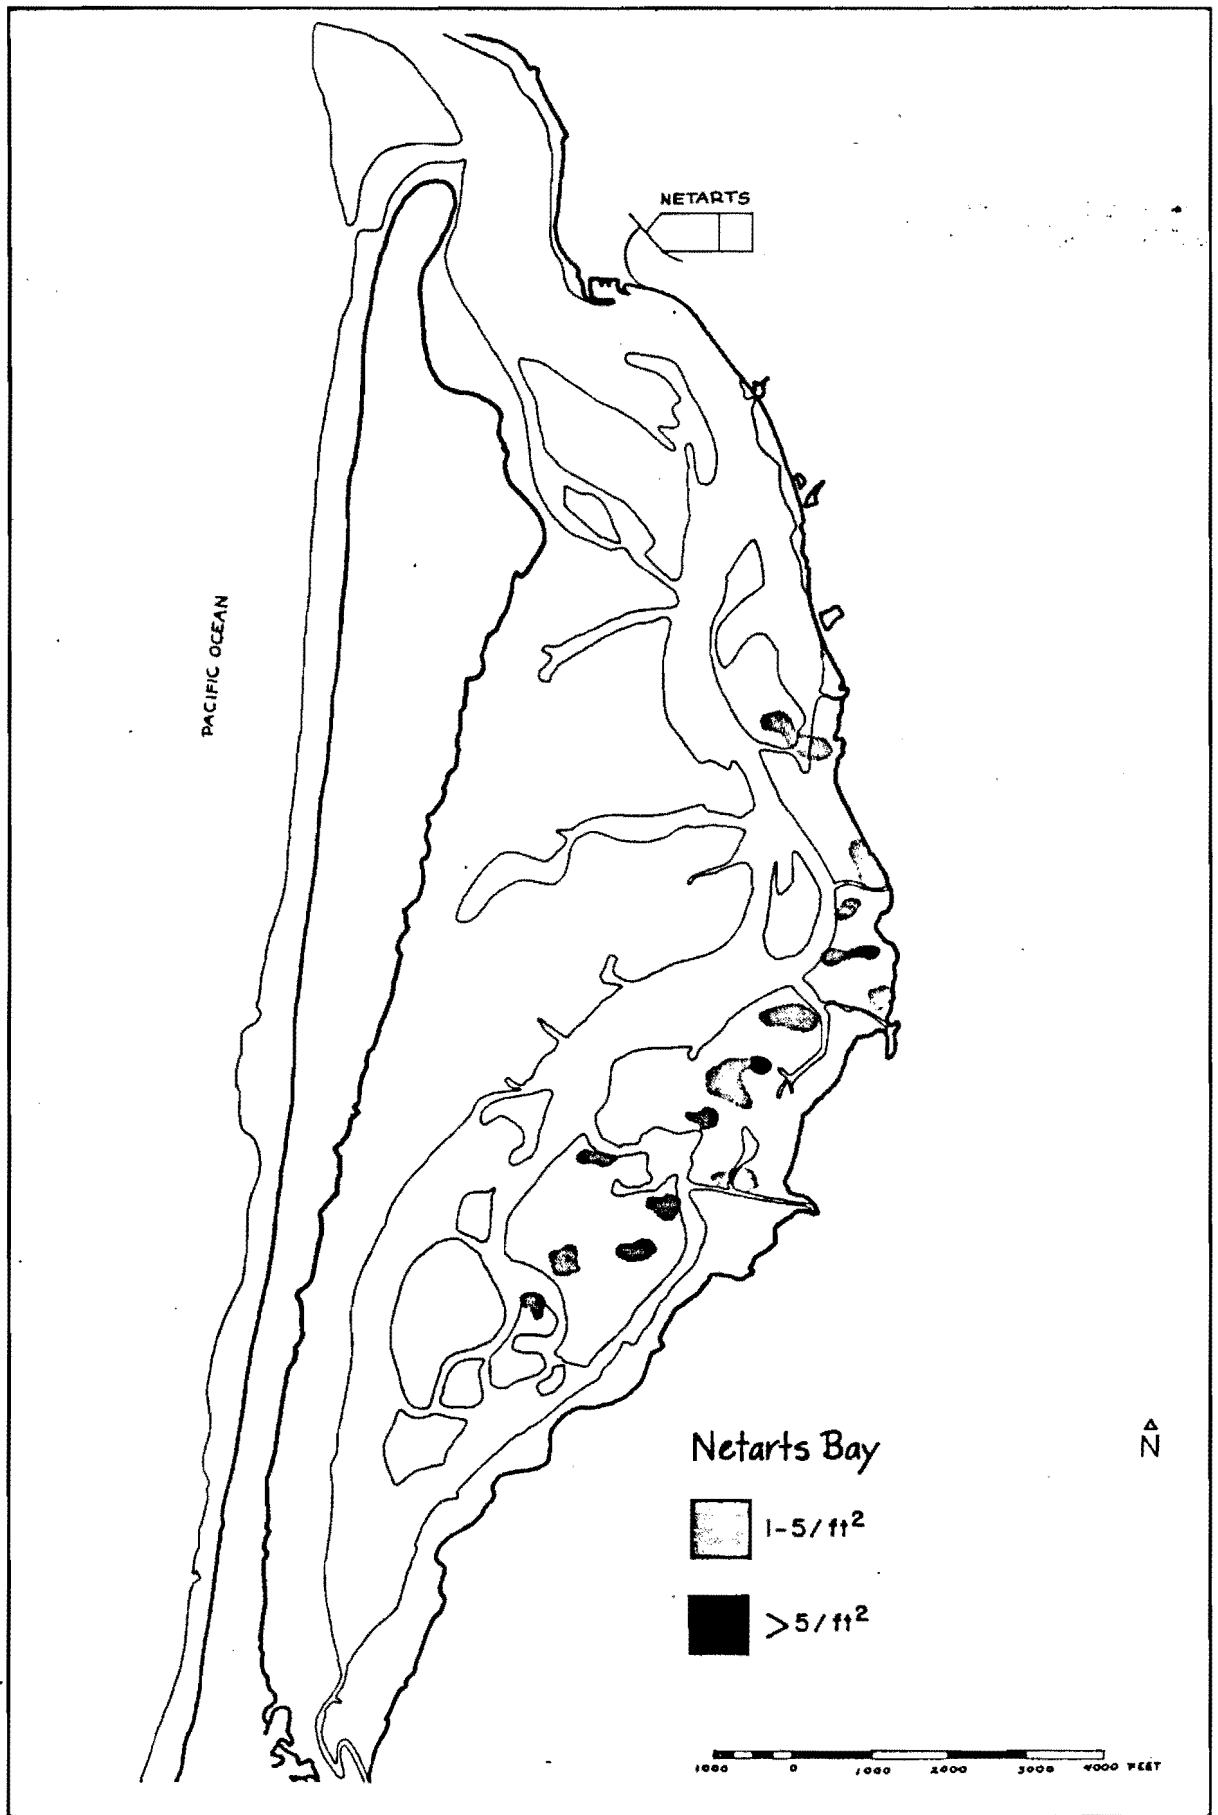 NETARTS
PACIFIC OCEAN
Netarts Bay
N
1-5/ft²
>5/ft²
1000 0 1000 2000 3000 4000 FEET